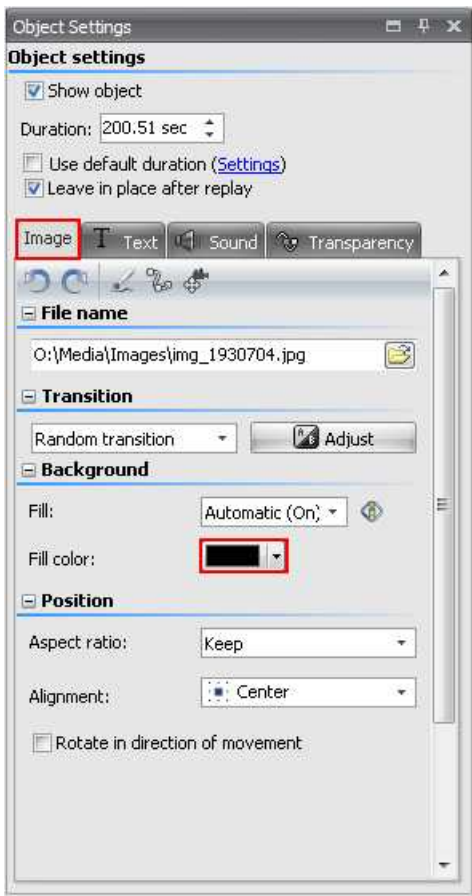 Object Settings
Object settings
Show object
Duration: 200.51 sec
Use default duration (Settings)
Leave in place after replay
Image T Text Sound Transparency
File name
O:\Media\Images\img_1930704.jpg
Transition
Random transition Adjust
Background
Fill: Automatic (On)
Fill color:
Position
Aspect ratio: Keep
Alignment: Center
Rotate in direction of movement